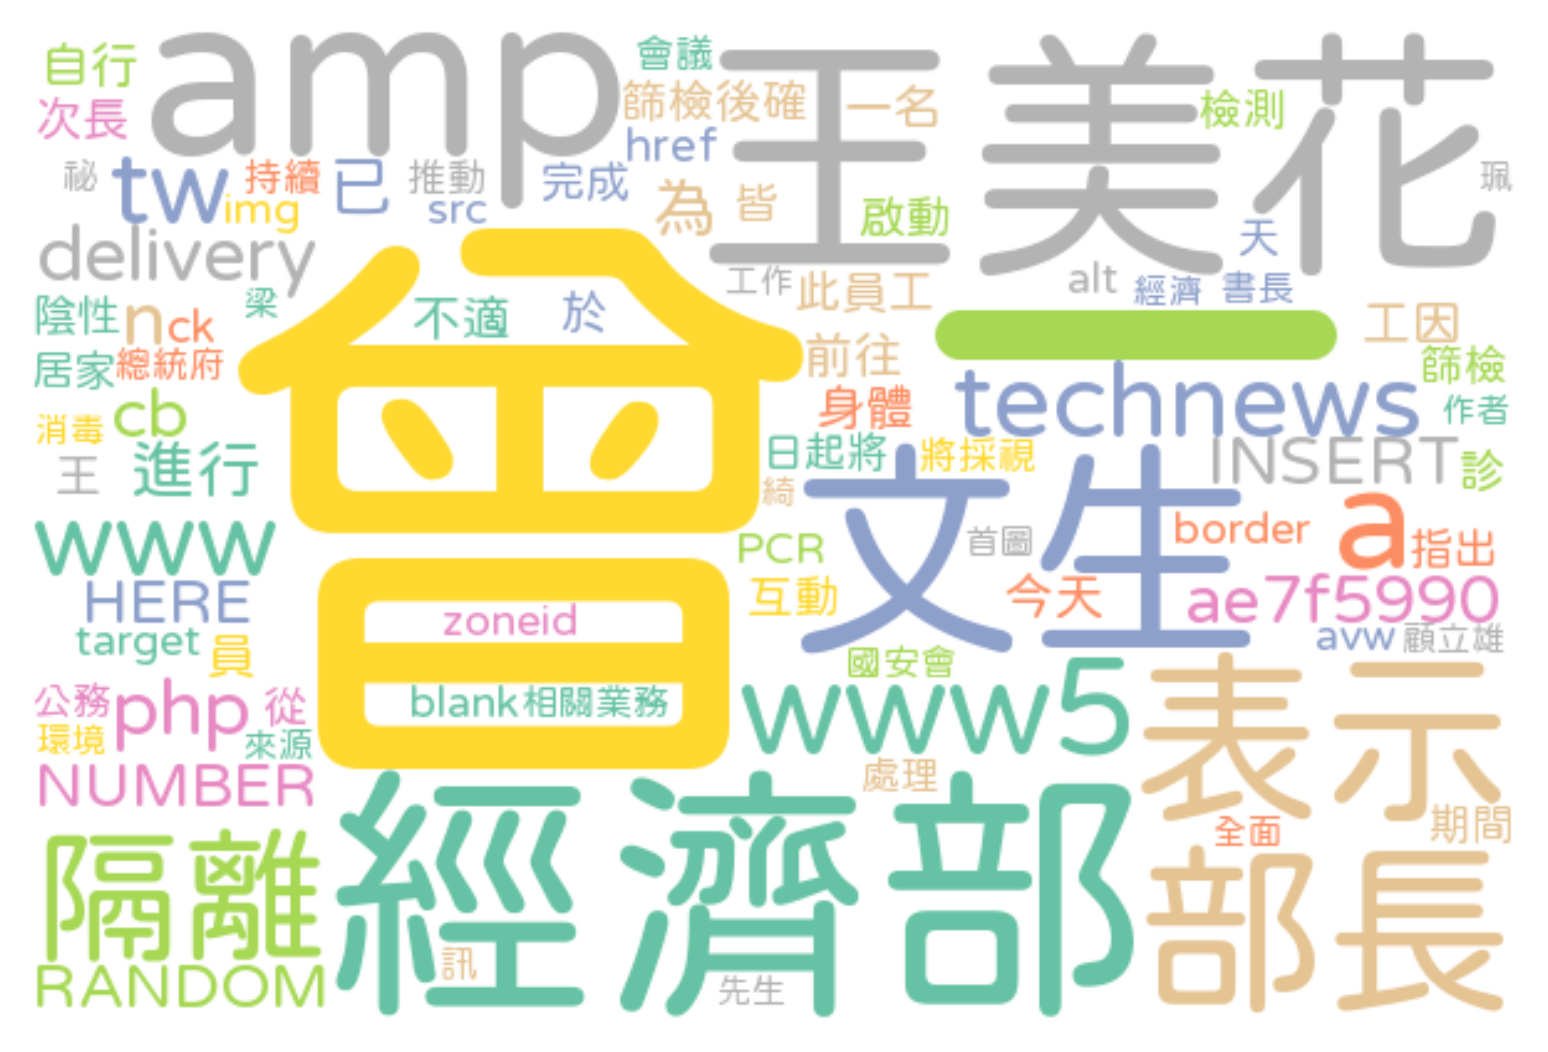 自行 amp 會議 王美花
次長 篩檢後確 一名 檢測
href
祕 tw 持續 已 推動 完成 為 皆 珮
img src 啟動
delivery 天
工作 此員工 alt 經濟 書長
陰性 n ck 梁 曾 不適 於 一 工因
居家 總統府 前往 篩檢
cb 身體 technews 作者
消毒
王 進行 日起將 將採視 INSERT 診
綺 文生
www PCR 首圖 border a 指出
HERE 互動 今天 ae7f5990
target 員 zoneid avw 顧立雄
國安會
公務 php 從 blank 相關業務 www5 表示
環境 來源
NUMBER 經濟部 處理 期間
全面
隔離 部長
訊
RANDOM 先生